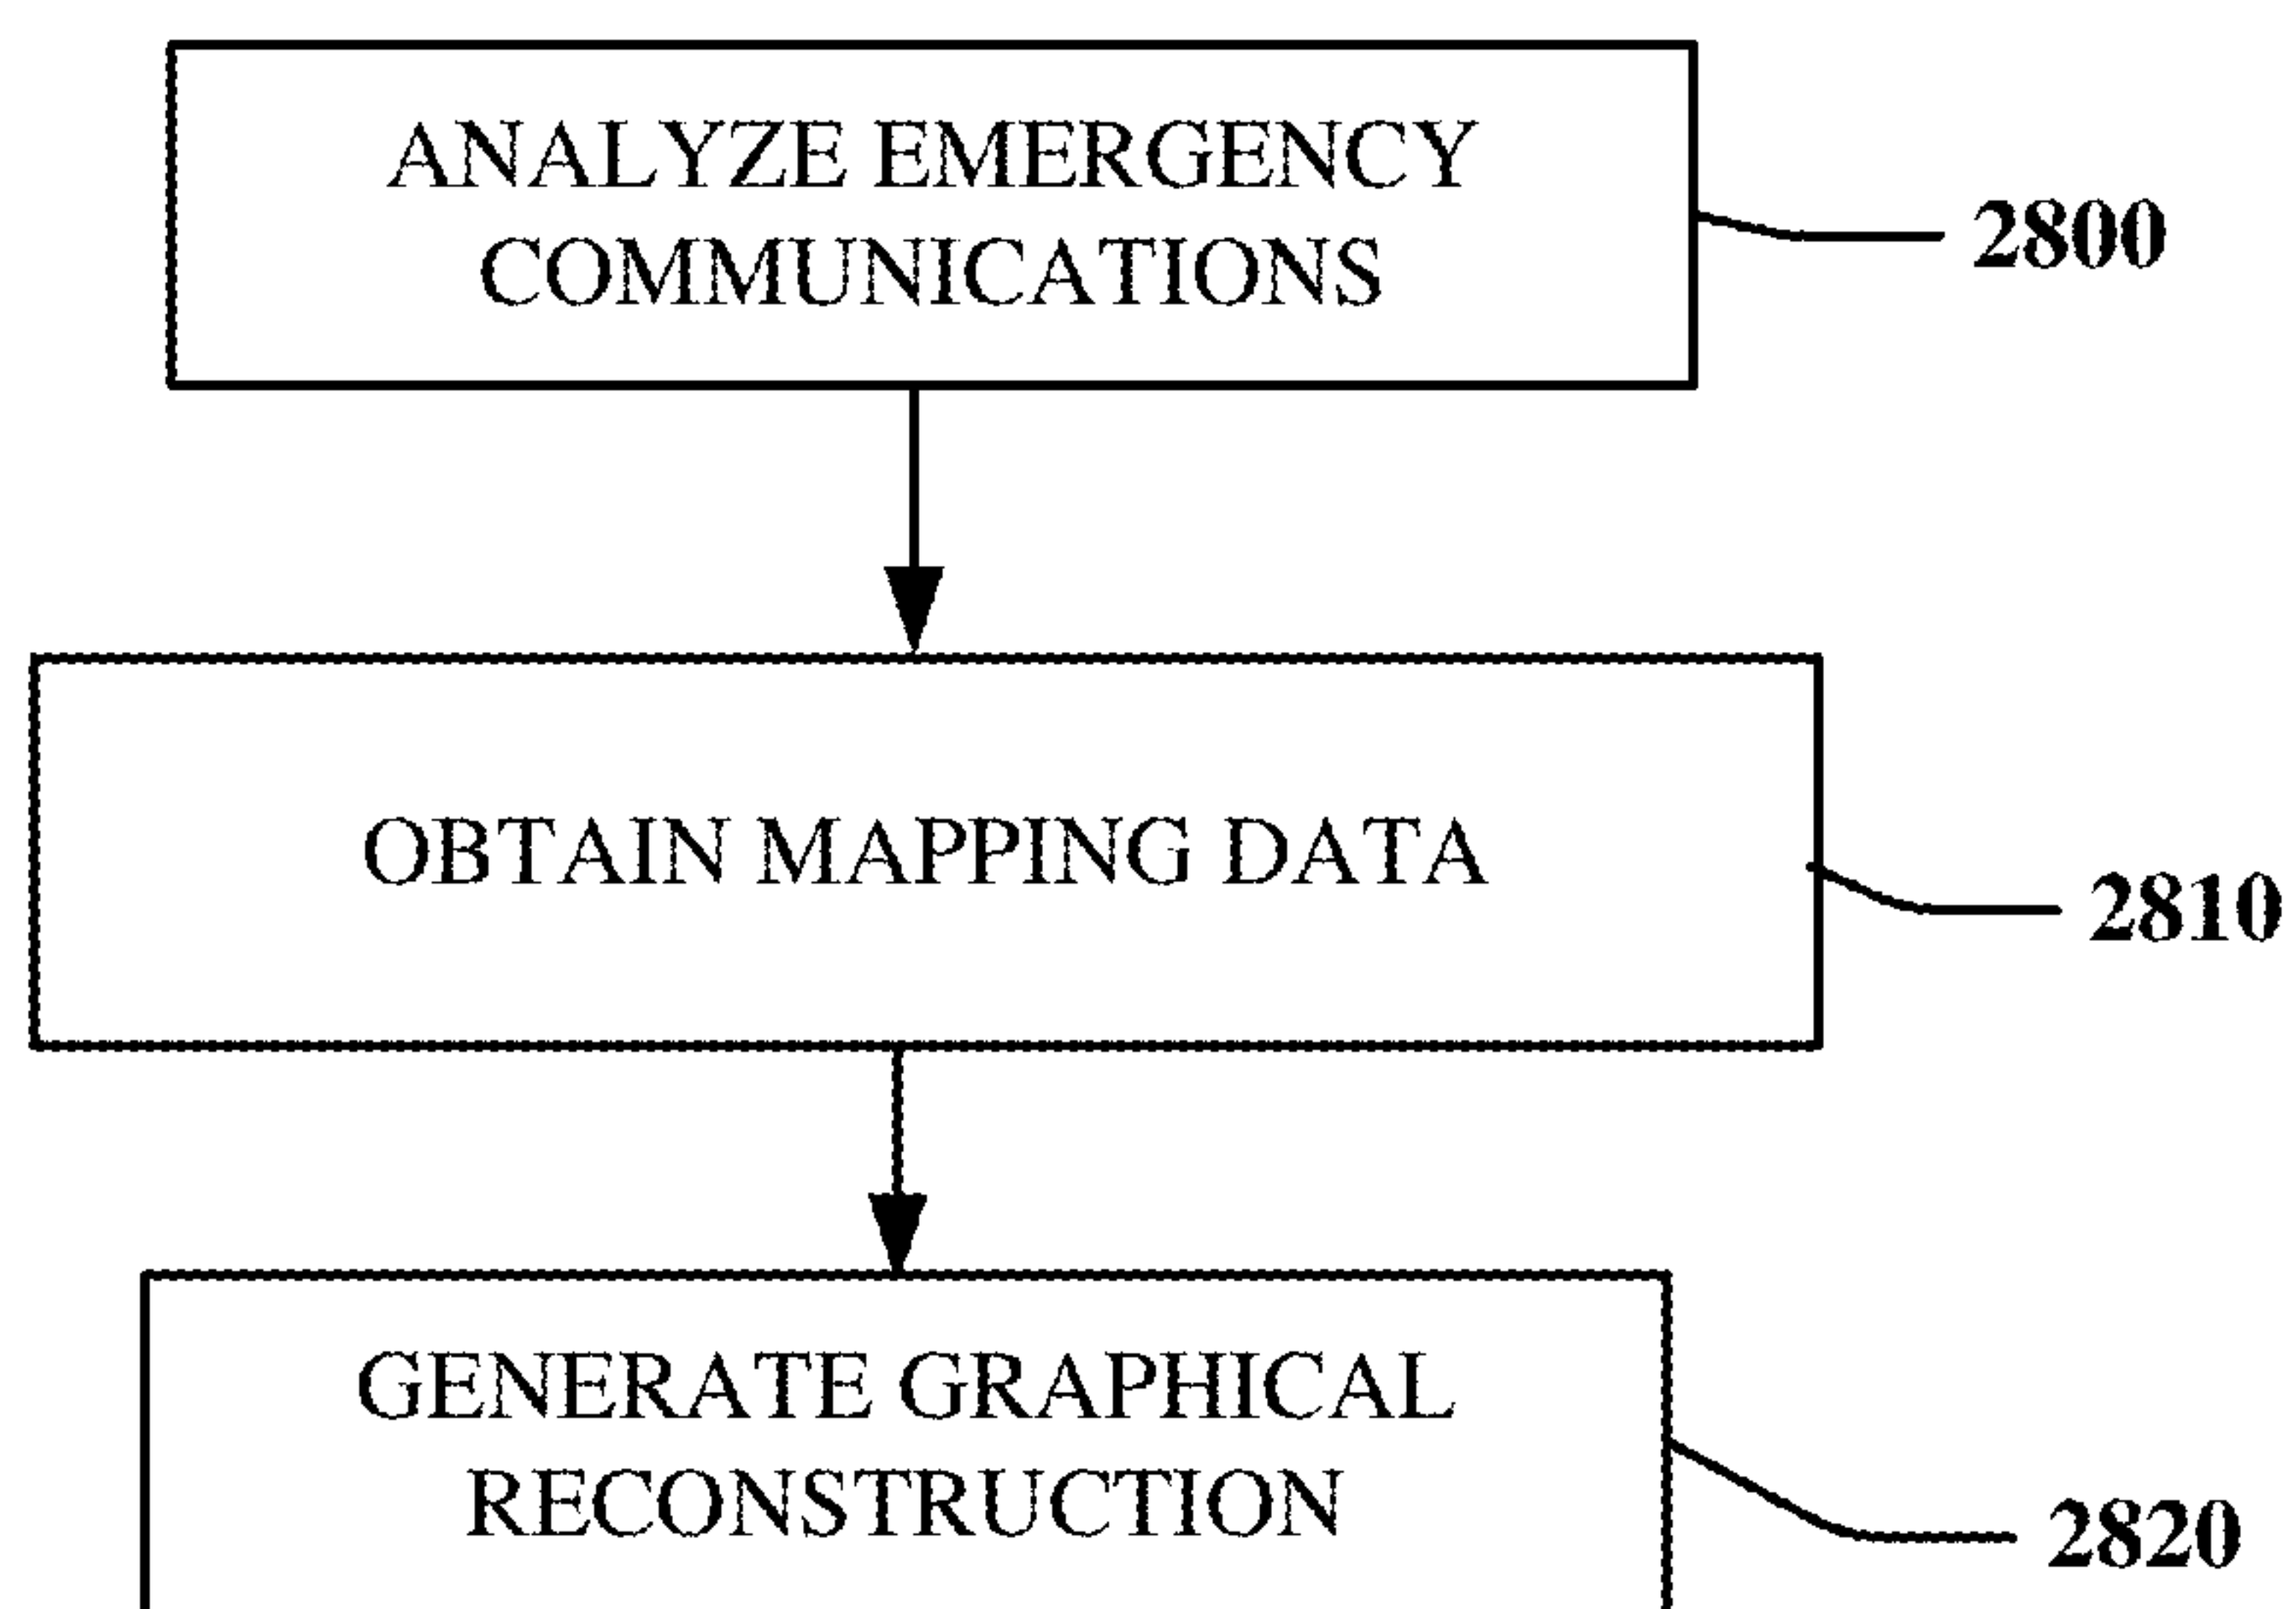 ANALYZE EMERGENCY
COMMUNICATIONS
2800
OBTAIN MAPPING DATA
2810
GENERATE GRAPHICAL
RECONSTRUCTION
2820